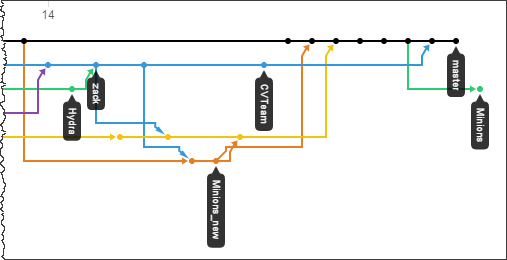 14
zack
Hydra
CVTeam
master
Minions
Minions_new